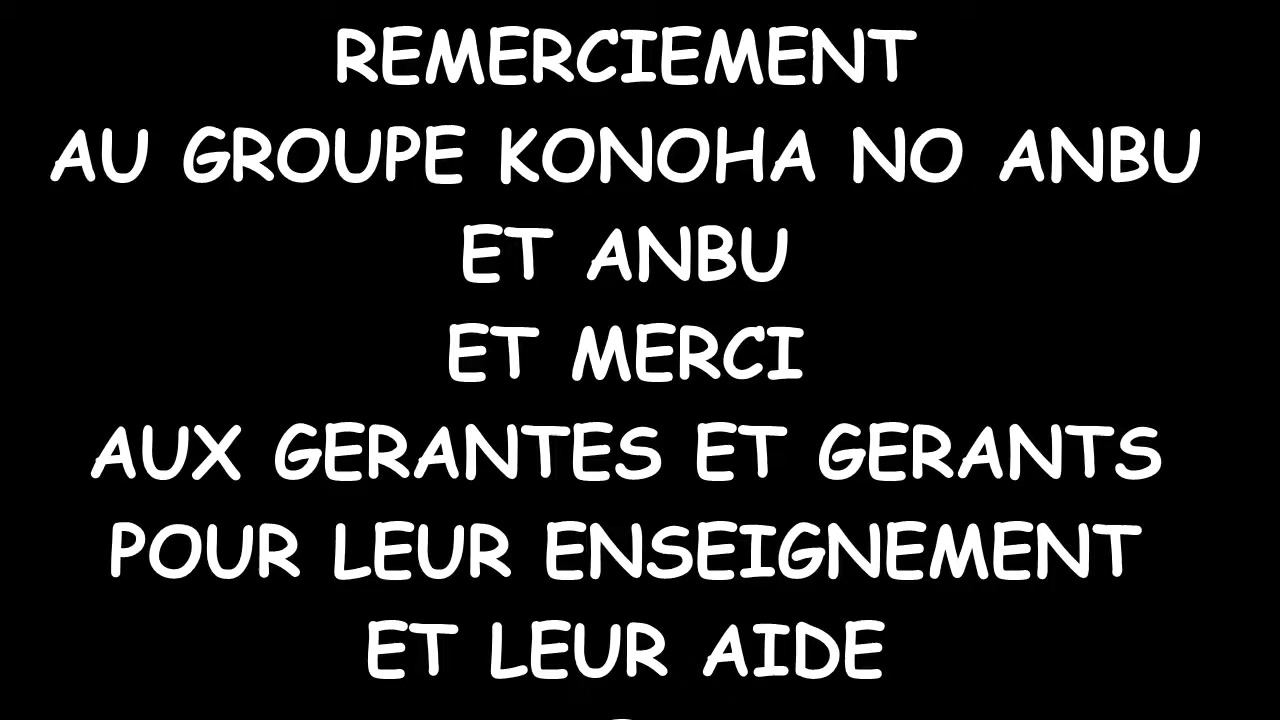 REMERCIEMENT
AU GROUPE KONOHA NO ANBU
ET ANBU
ET MERCI
AUX GERANTES ET GERANTS
POUR LEUR ENSEIGNEMENT
ET LEUR AIDE